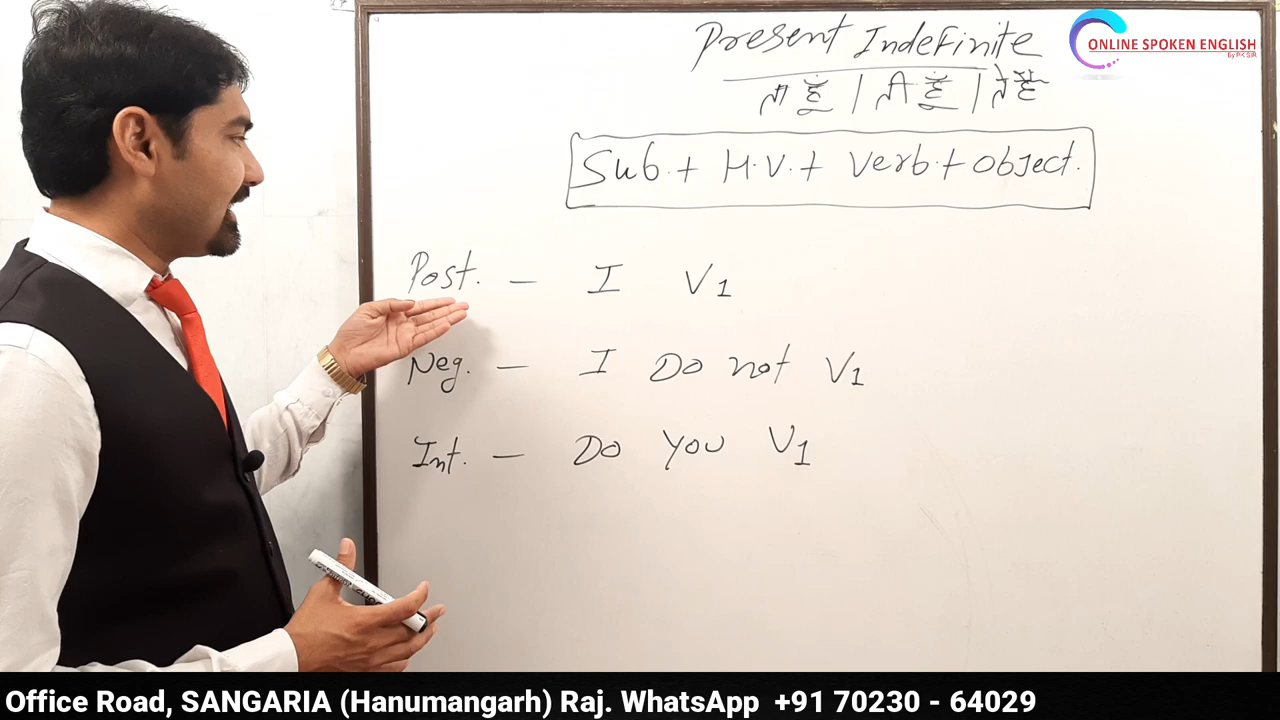 Present Indefinite
ONLINE SPOKEN ENGLISH
By PK SIR
ता है / ती है / ते हैं
Sub. + H.V. + Verb. + Object.
Post. — I V1
Neg. — I Do not V1
Int. — Do You V1
Office Road, SANGARIA (Hanumangarh) Raj. WhatsApp +91 70230 - 64029